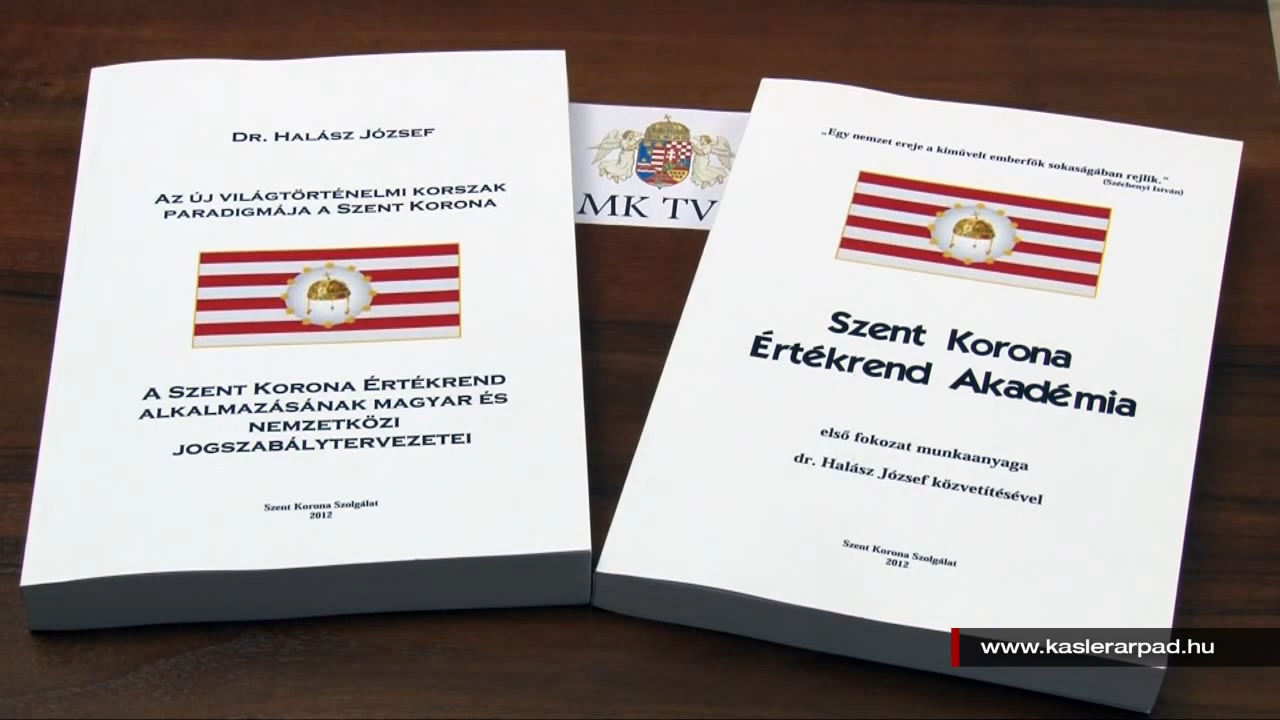 Dr. Halász József
Az új világtörténelmi korszak
paradigmája a Szent Korona
A Szent Korona Értékrend
alkalmazásának magyar és
nemzetközi
jogszabálytervezetei
Szent Korona Szolgálat
2012
MK TV
„Egy nemzet ereje a kiművelt emberfők sokaságában rejlik.“
(Széchenyi István)
Szent Korona
Értékrend Akadémia
első fokozat munkaanyaga
dr. Halász József közvetítésével
Szent Korona Szolgálat
2012
www.kaslerarpad.hu